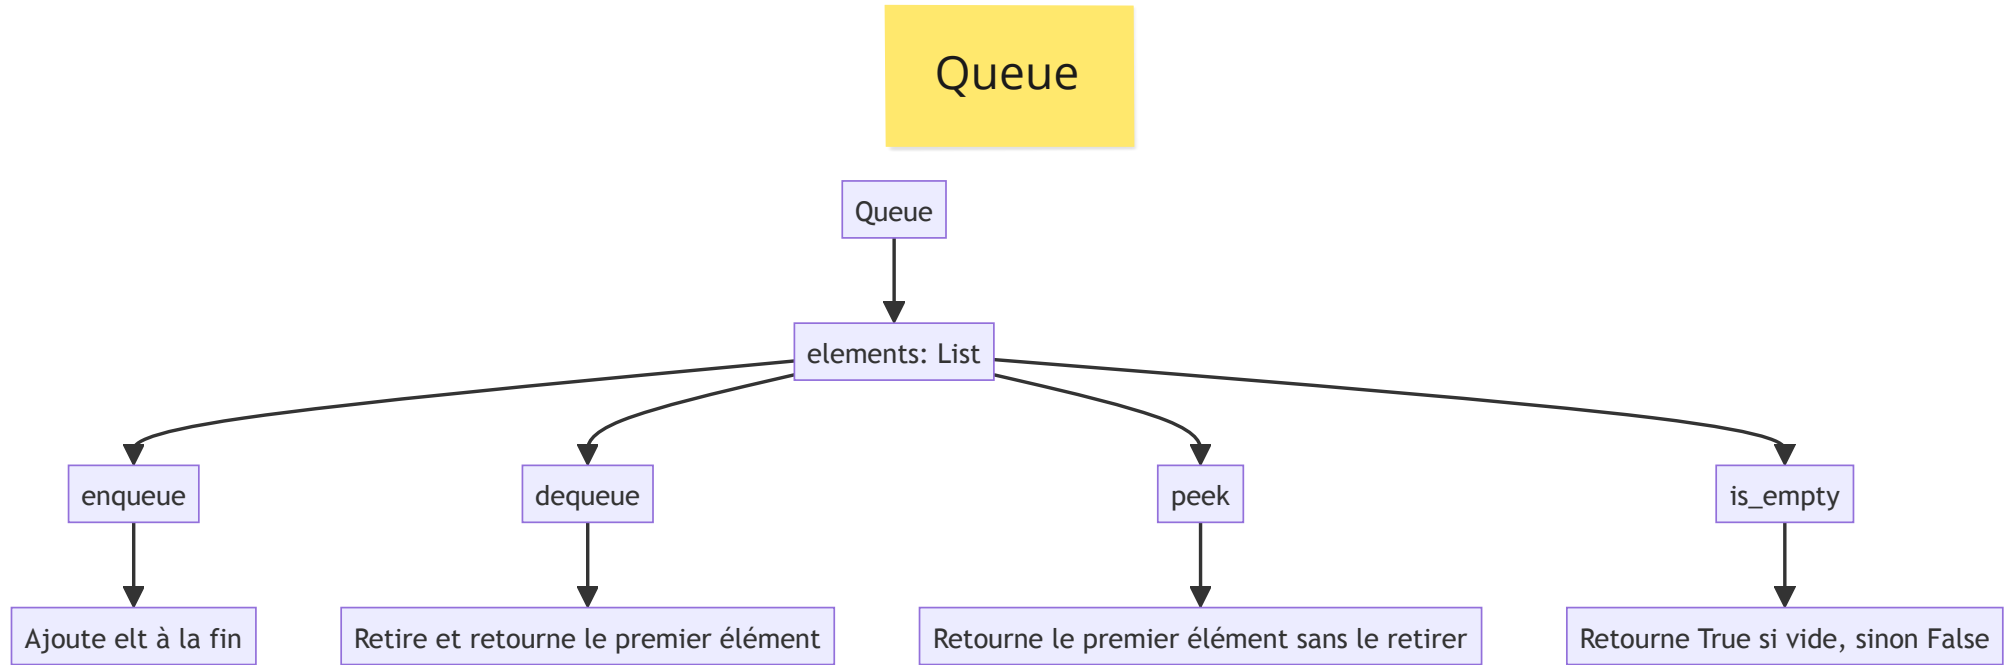 Queue
Queue
elements: List
enqueue
dequeue
peek
is_empty
Ajoute elt à la fin
Retire et retourne le premier élément
Retourne le premier élément sans le retirer
Retourne True si vide, sinon False